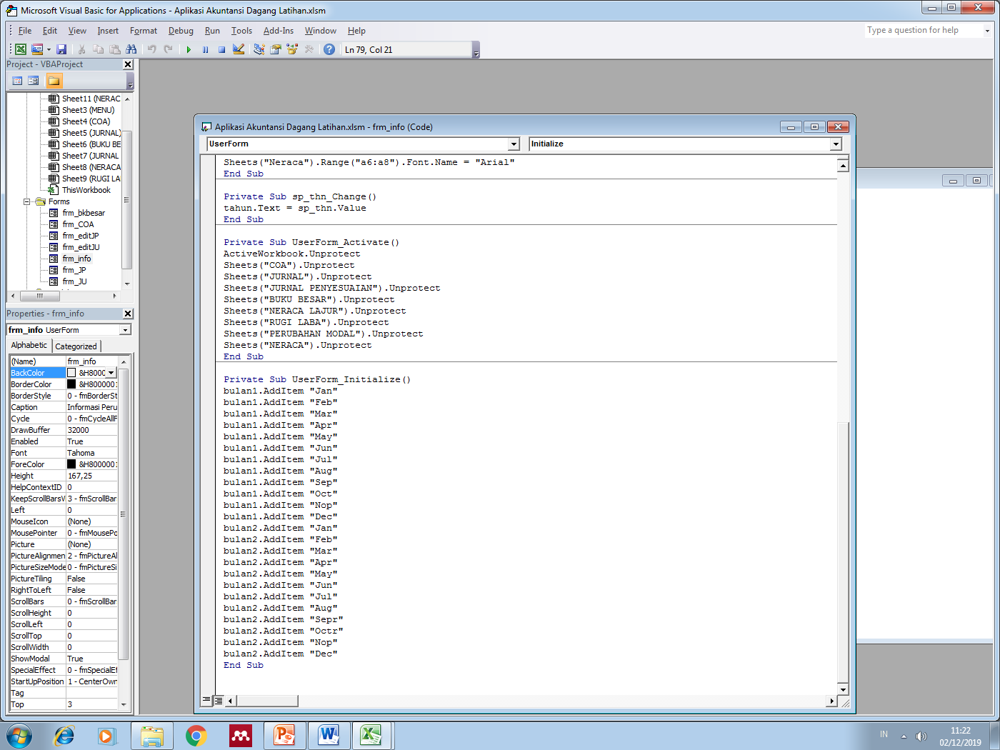 Microsoft Visual Basic for Applications - Aplikasi Akuntansi Dagang Latihan.xlsm
File Edit View Insert Format Debug Run Tools Add-Ins Window Help
Type a question for help
Ln 79, Col 21
Project - VBAProject
Sheet11 (NERAC
Sheet3 (MENU)
Sheet4 (COA)
Sheet5 (JURNAL)
Sheet6 (BUKU BE
Sheet7 (JURNAL
Sheet8 (NERACA
Sheet9 (RUGI LA
ThisWorkbook
Forms
frm_bkbesar
frm_COA
frm_editJP
frm_editJU
frm_info
frm_JP
frm_JU
Properties - frm_info
frm_info UserForm
Alphabetic Categorized
(Name) frm_info
BackColor &H8000
BorderColor &H800001
BorderStyle 0 - fmBorderSt
Caption Informasi Peru
Cycle 0 - fmCycleAllF
DrawBuffer 32000
Enabled True
Font Tahoma
ForeColor &H800001
Height 167,25
HelpContextID 0
KeepScrollBarsV 3 - fmScrollBar
Left 0
MouseIcon (None)
MousePointer 0 - fmMousePo
Picture (None)
PictureAlignmen 2 - fmPictureAl
PictureSizeMode 0 - fmPictureSi
PictureTiling False
RightToLeft False
ScrollBars 0 - fmScrollBar
ScrollHeight 0
ScrollLeft 0
ScrollTop 0
ScrollWidth 0
ShowModal True
SpecialEffect 0 - fmSpecialEf
StartUpPosition 1 - CenterOwn
Tag
Top 3
Aplikasi Akuntansi Dagang Latihan.xlsm - frm_info (Code)
UserForm Initialize
Sheets("Neraca").Range("a6:a8").Font.Name = "Arial"
End Sub
Private Sub sp_thn_Change()
tahun.Text = sp_thn.Value
End Sub
Private Sub UserForm_Activate()
ActiveWorkbook.Unprotect
Sheets("COA").Unprotect
Sheets("JURNAL").Unprotect
Sheets("JURNAL PENYESUAIAN").Unprotect
Sheets("BUKU BESAR").Unprotect
Sheets("NERACA LAJUR").Unprotect
Sheets("RUGI LABA").Unprotect
Sheets("PERUBAHAN MODAL").Unprotect
Sheets("NERACA").Unprotect
End Sub
Private Sub UserForm_Initialize()
bulan1.AddItem "Jan"
bulan1.AddItem "Feb"
bulan1.AddItem "Mar"
bulan1.AddItem "Apr"
bulan1.AddItem "May"
bulan1.AddItem "Jun"
bulan1.AddItem "Jul"
bulan1.AddItem "Aug"
bulan1.AddItem "Sep"
bulan1.AddItem "Oct"
bulan1.AddItem "Nop"
bulan1.AddItem "Dec"
bulan2.AddItem "Jan"
bulan2.AddItem "Feb"
bulan2.AddItem "Mar"
bulan2.AddItem "Apr"
bulan2.AddItem "May"
bulan2.AddItem "Jun"
bulan2.AddItem "Jul"
bulan2.AddItem "Aug"
bulan2.AddItem "Sepr"
bulan2.AddItem "Octr"
bulan2.AddItem "Nop"
bulan2.AddItem "Dec"
End Sub
IN
11:22
02/12/2019